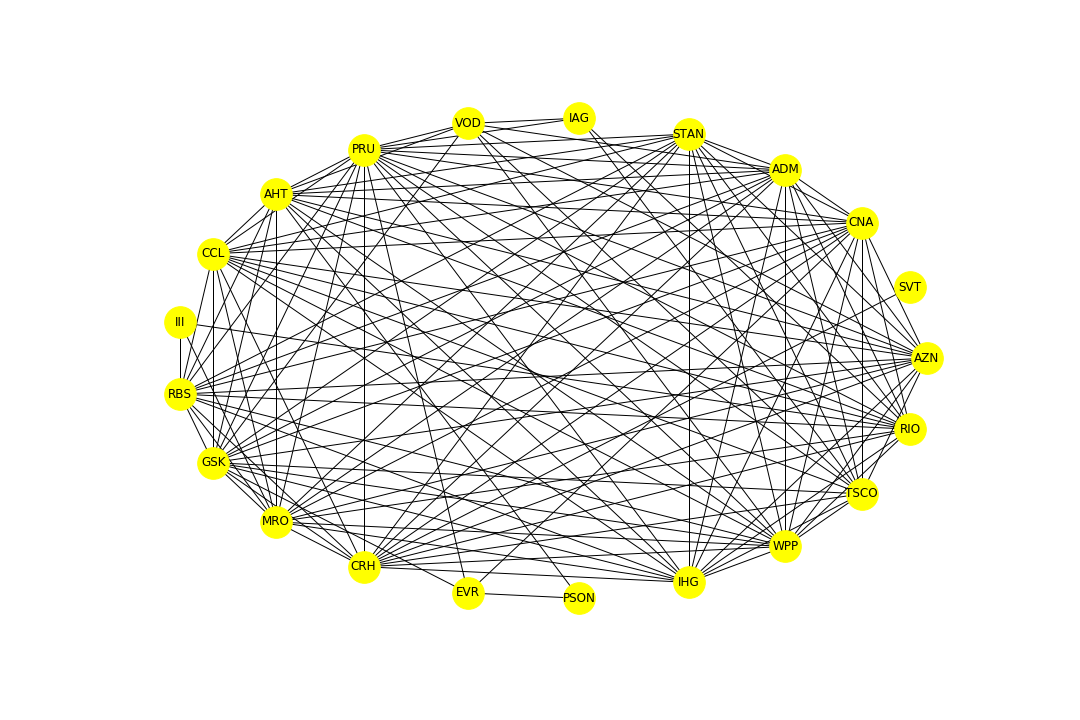 IAG
VOD
STAN
PRU
ADM
AHT
CNA
CCL
SVT
III
AZN
RBS
RIO
GSK
TSCO
MRO
WPP
CRH
IHG
EVR
PSON